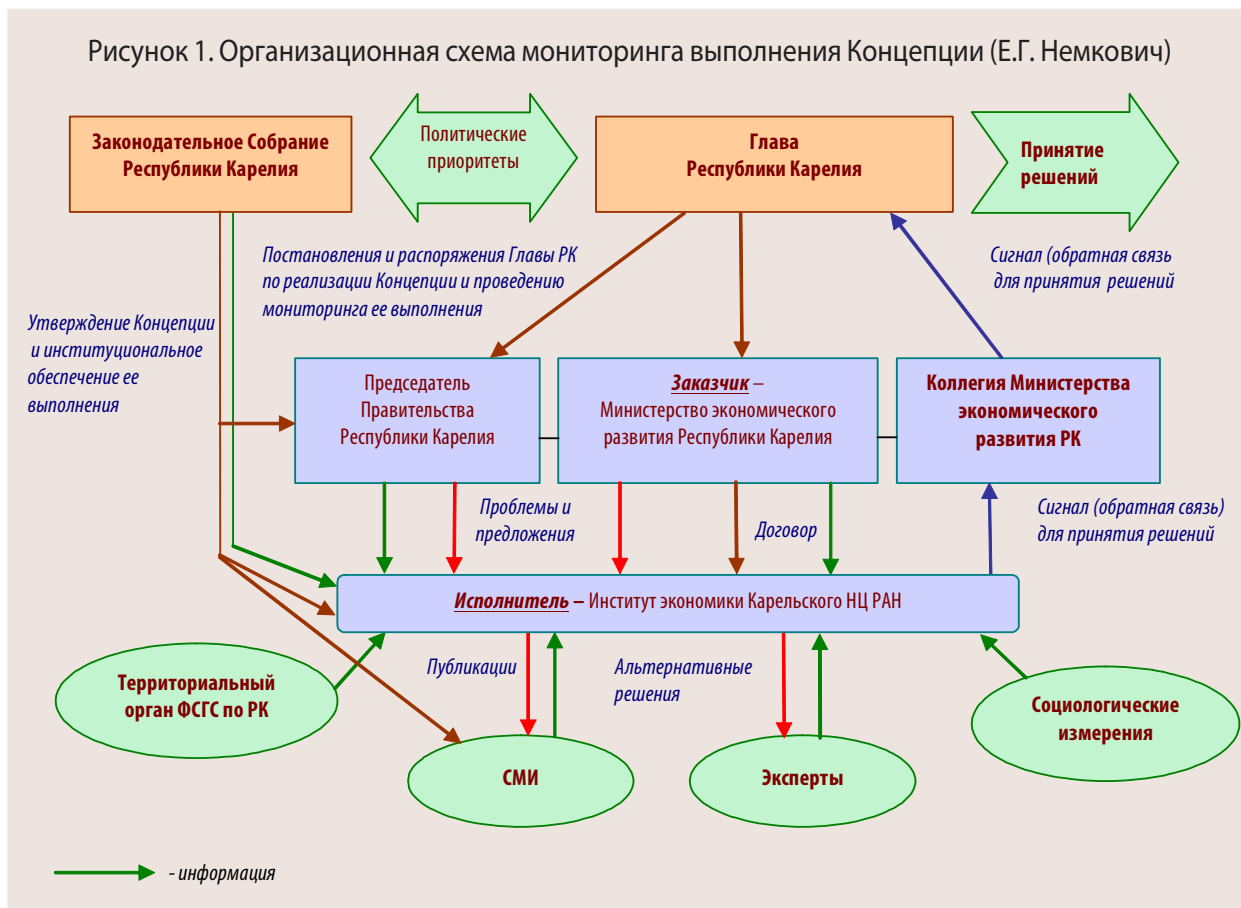 Рисунок 1. Организационная схема мониторинга выполнения Концепции (Е.Г. Немкович)
Законодательное Собрание
Республики Карелия
Политические
приоритеты
Глава
Республики Карелия
Принятие
решений
Постановления и распоряжения Главы РК
по реализации Концепции и проведению
мониторинга ее выполнения
Сигнал (обратная связь
для принятия решений
Утверждение Концепции
и институциональное
обеспечение ее
выполнения
Председатель
Правительства
Республики Карелия
Заказчик –
Министерство экономического
развития Республики Карелия
Коллегия Министерства
экономического
развития РК
Проблемы и
предложения
Договор
Сигнал (обратная связь)
для принятия решений
Исполнитель – Институт экономики Карельского НЦ РАН
Территориальный
орган ФСГС по РК
Публикации
Альтернативные
решения
Социологические
измерения
СМИ
Эксперты
- информация